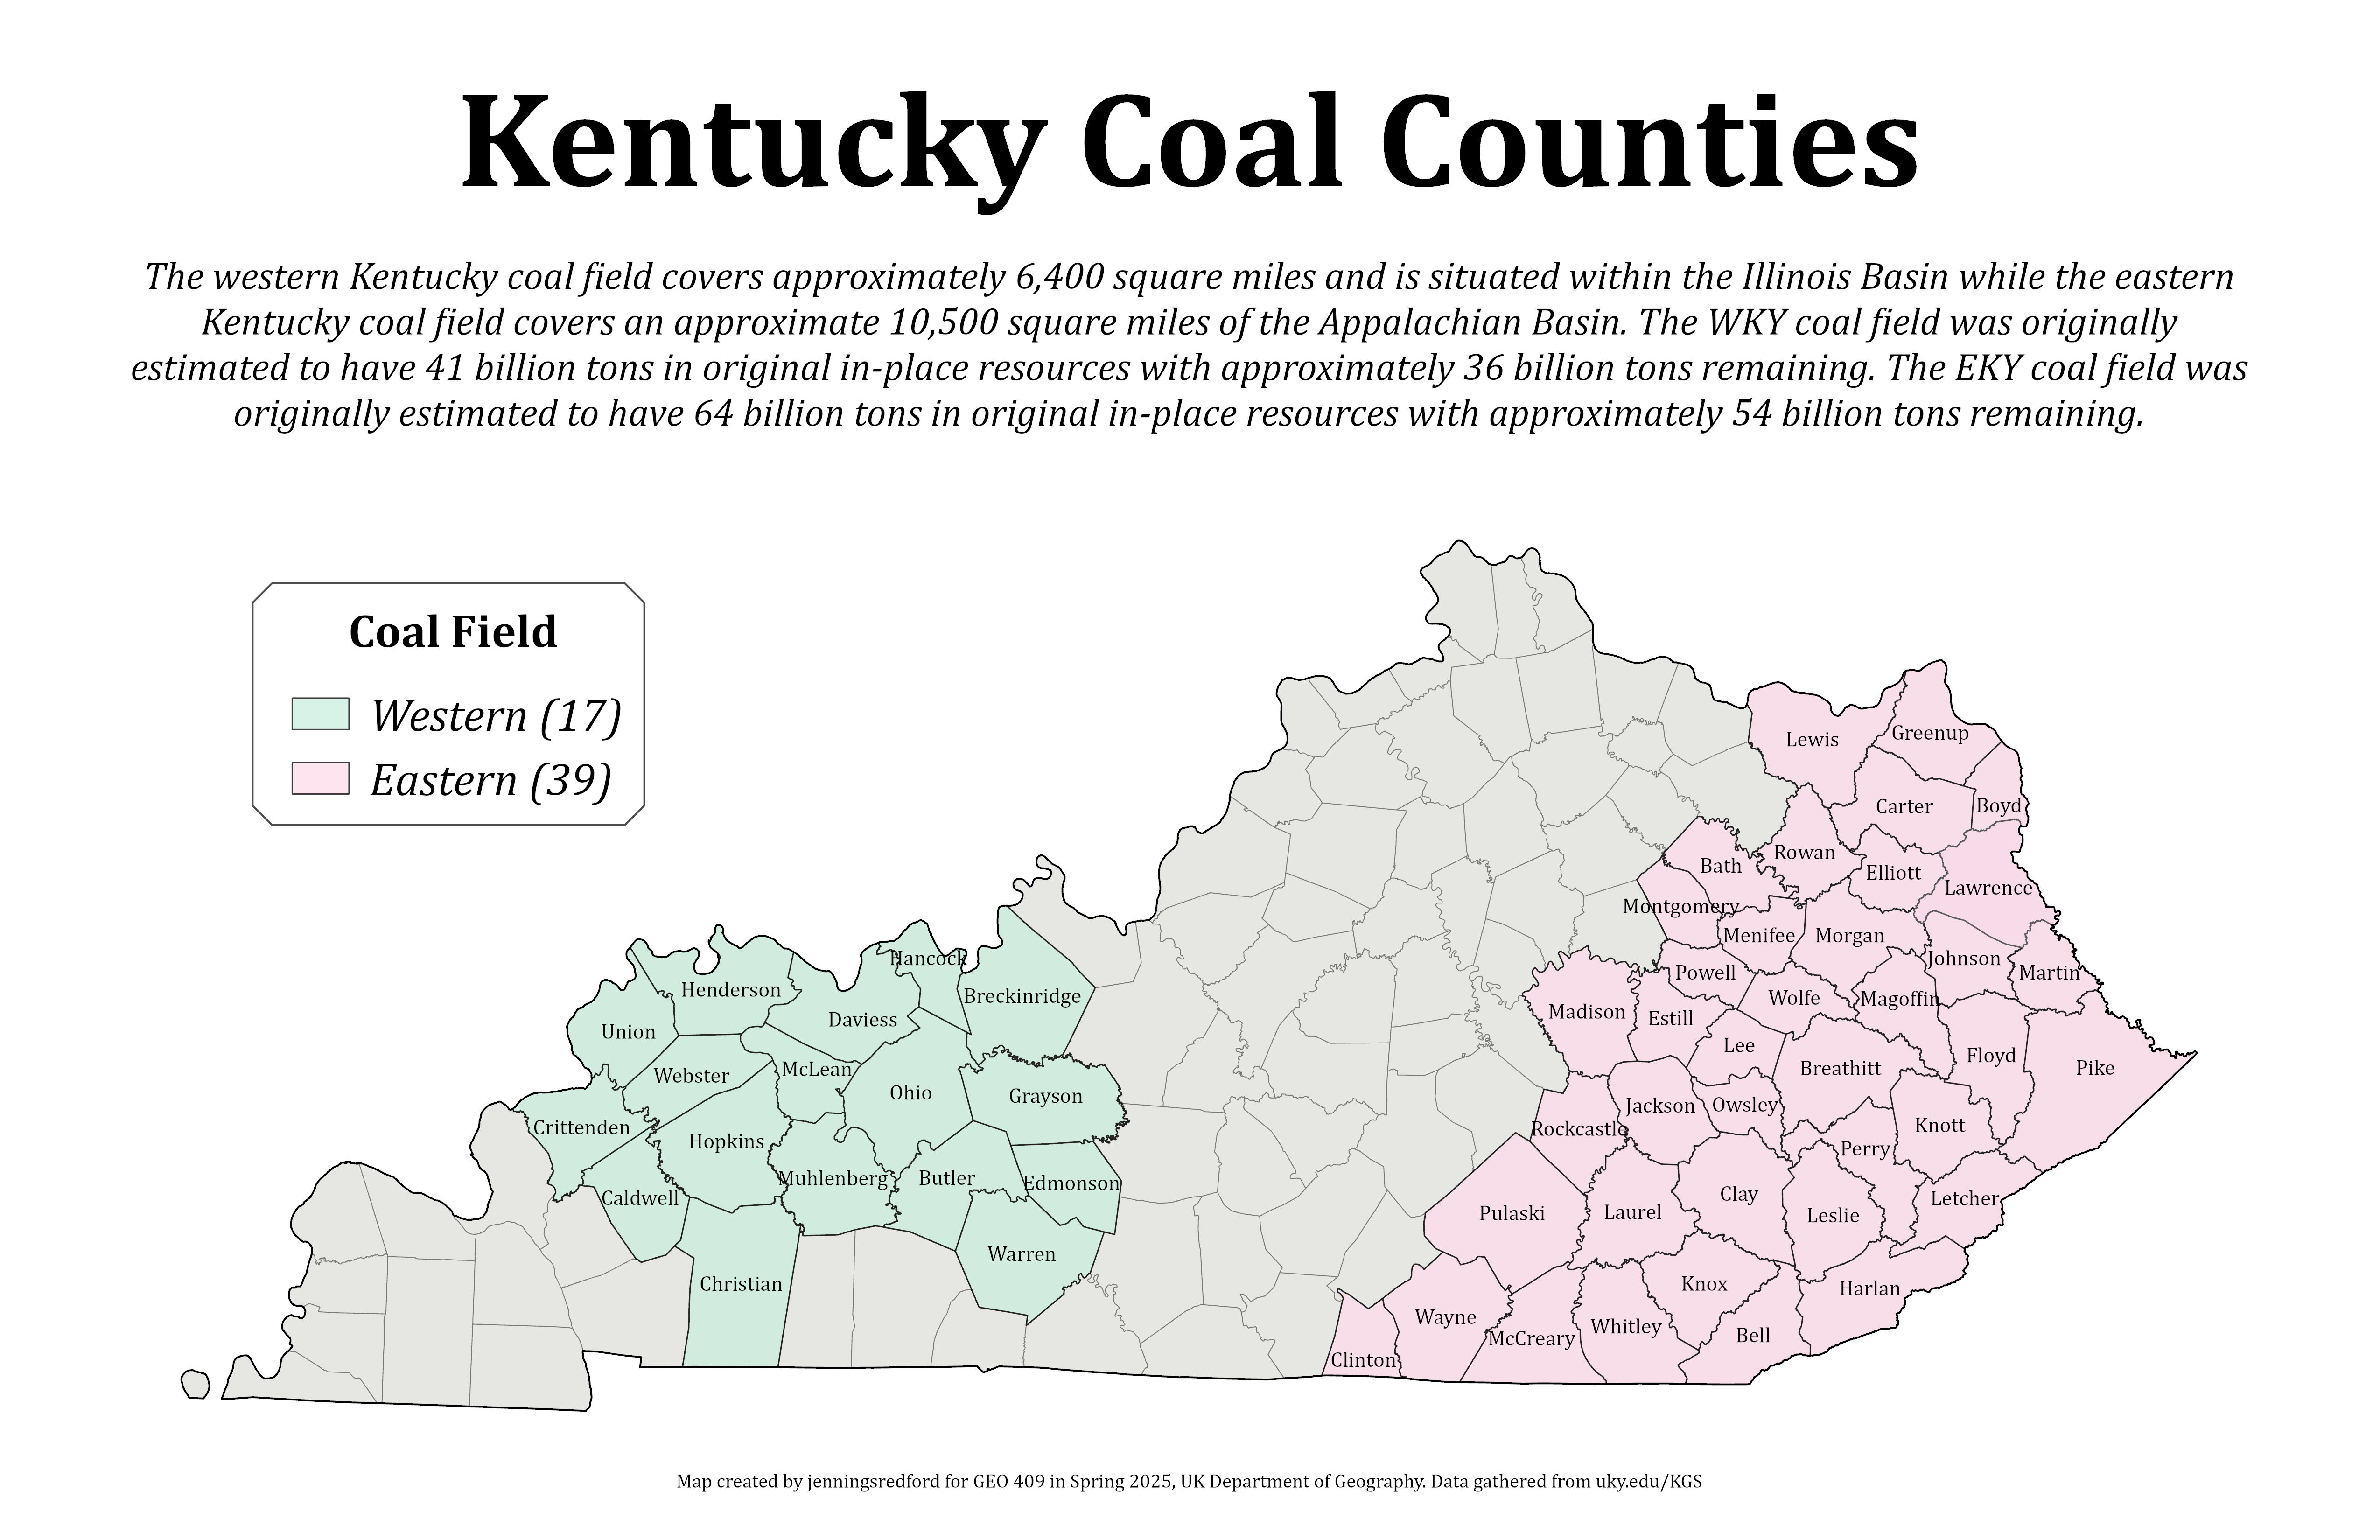 Kentucky Coal Counties
The western Kentucky coal field covers approximately 6,400 square miles and is situated within the Illinois Basin while the eastern
Kentucky coal field covers an approximate 10,500 square miles of the Appalachian Basin. The WKY coal field was originally
estimated to have 41 billion tons in original in-place resources with approximately 36 billion tons remaining. The EKY coal field was
originally estimated to have 64 billion tons in original in-place resources with approximately 54 billion tons remaining.
Coal Field
Western (17)
Eastern (39)
Lewis
Greenup
Carter
Boyd
Bath
Rowan
Elliott
Lawrence
Montgomery
Menifee
Morgan
Johnson
Martin
Powell
Wolfe
Magoffin
Madison
Estill
Lee
Breathitt
Floyd
Pike
Jackson
Owsley
Rockcastle
Perry
Knott
Pulaski
Laurel
Clay
Leslie
Letcher
Knox
Harlan
Wayne
McCreary
Whitley
Bell
Clinton
Hancock
Henderson
Breckinridge
Union
Daviess
Webster
McLean
Ohio
Grayson
Crittenden
Hopkins
Muhlenberg
Butler
Edmonson
Caldwell
Warren
Christian
Map created by jenningsredford for GEO 409 in Spring 2025, UK Department of Geography. Data gathered from uky.edu/KGS